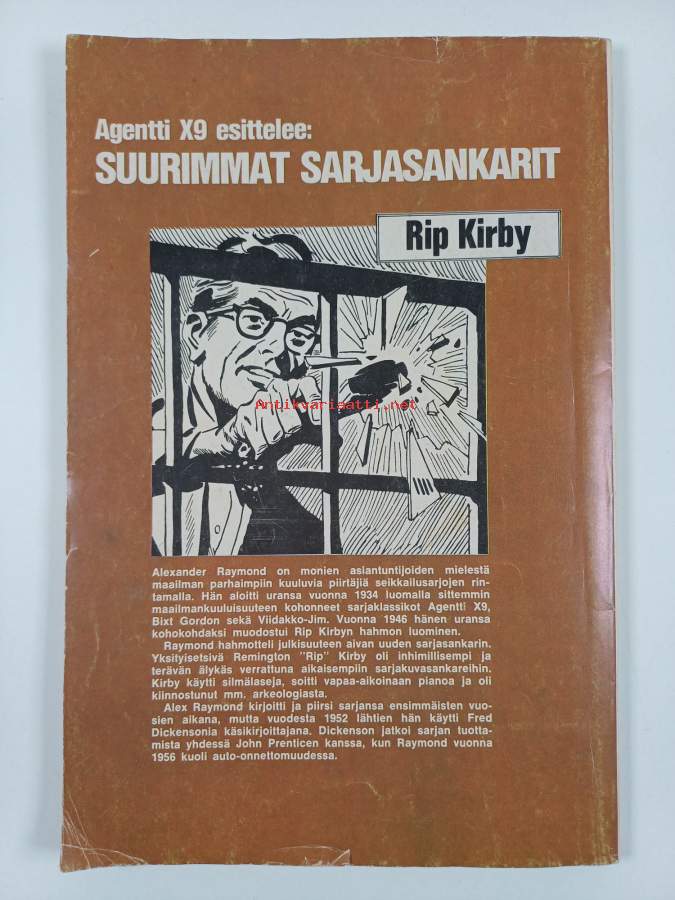 Agentti X9 esittelee:
SUURIMMAT SARJASANKARIT
Rip Kirby
Antikvariaatti.net
Alexander Raymond on monien asiantuntijoiden mielestä
maailman parhaimpiin kuuluvia piirtäjiä seikkailusarjojen rin-
tamalla. Hän aloitti uransa vuonna 1934 luomalla sittemmin
maailmankuuluisuuteen kohonneet sarjaklassikot Agentti X9,
Bixt Gordon sekä Viidakko-Jim. Vuonna 1946 hänen uransa
kohokohdaksi muodostui Rip Kirbyn hahmon luominen.
Raymond hahmotteli julkisuuteen aivan uuden sarjasankarin.
Yksityisetsivä Remington "Rip" Kirby oli inhimillisempi ja
terävän älykäs verrattuna aikaisempiin sarjakuvasankareihin.
Kirby käytti silmälaseja, soitti vapaa-aikoinaan pianoa ja oli
kiinnostunut mm. arkeologiasta.
Alex Raymond kirjoitti ja piirsi sarjansa ensimmäisten vuo-
sien aikana, mutta vuodesta 1952 lähtien hän käytti Fred
Dickensonia käsikirjoittajana. Dickenson jatkoi sarjan tuotta-
mista yhdessä John Prenticen kanssa, kun Raymond vuonna
1956 kuoli auto-onnettomuudessa.